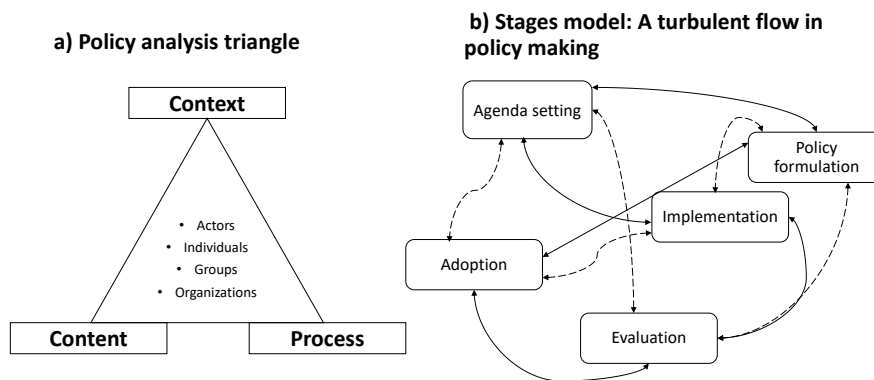 a) Policy analysis triangle
Context
• Actors
• Individuals
• Groups
• Organizations
Content
Process
b) Stages model: A turbulent flow in
policy making
Agenda setting
Policy
formulation
Implementation
Adoption
Evaluation